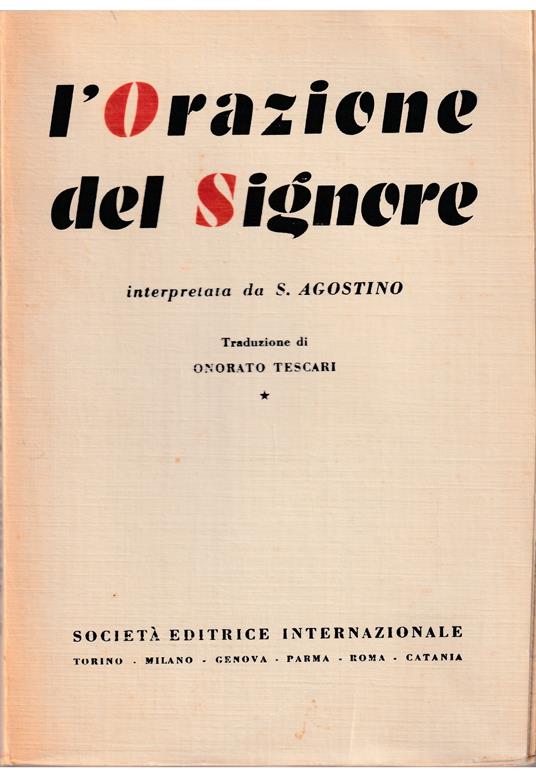 l'Orazione
del Signore
interpretata da S. AGOSTINO
Traduzione di
ONORATO TESCARI
★
SOCIETÀ EDITRICE INTERNAZIONALE
TORINO - MILANO - GENOVA - PARMA - ROMA - CATANIA